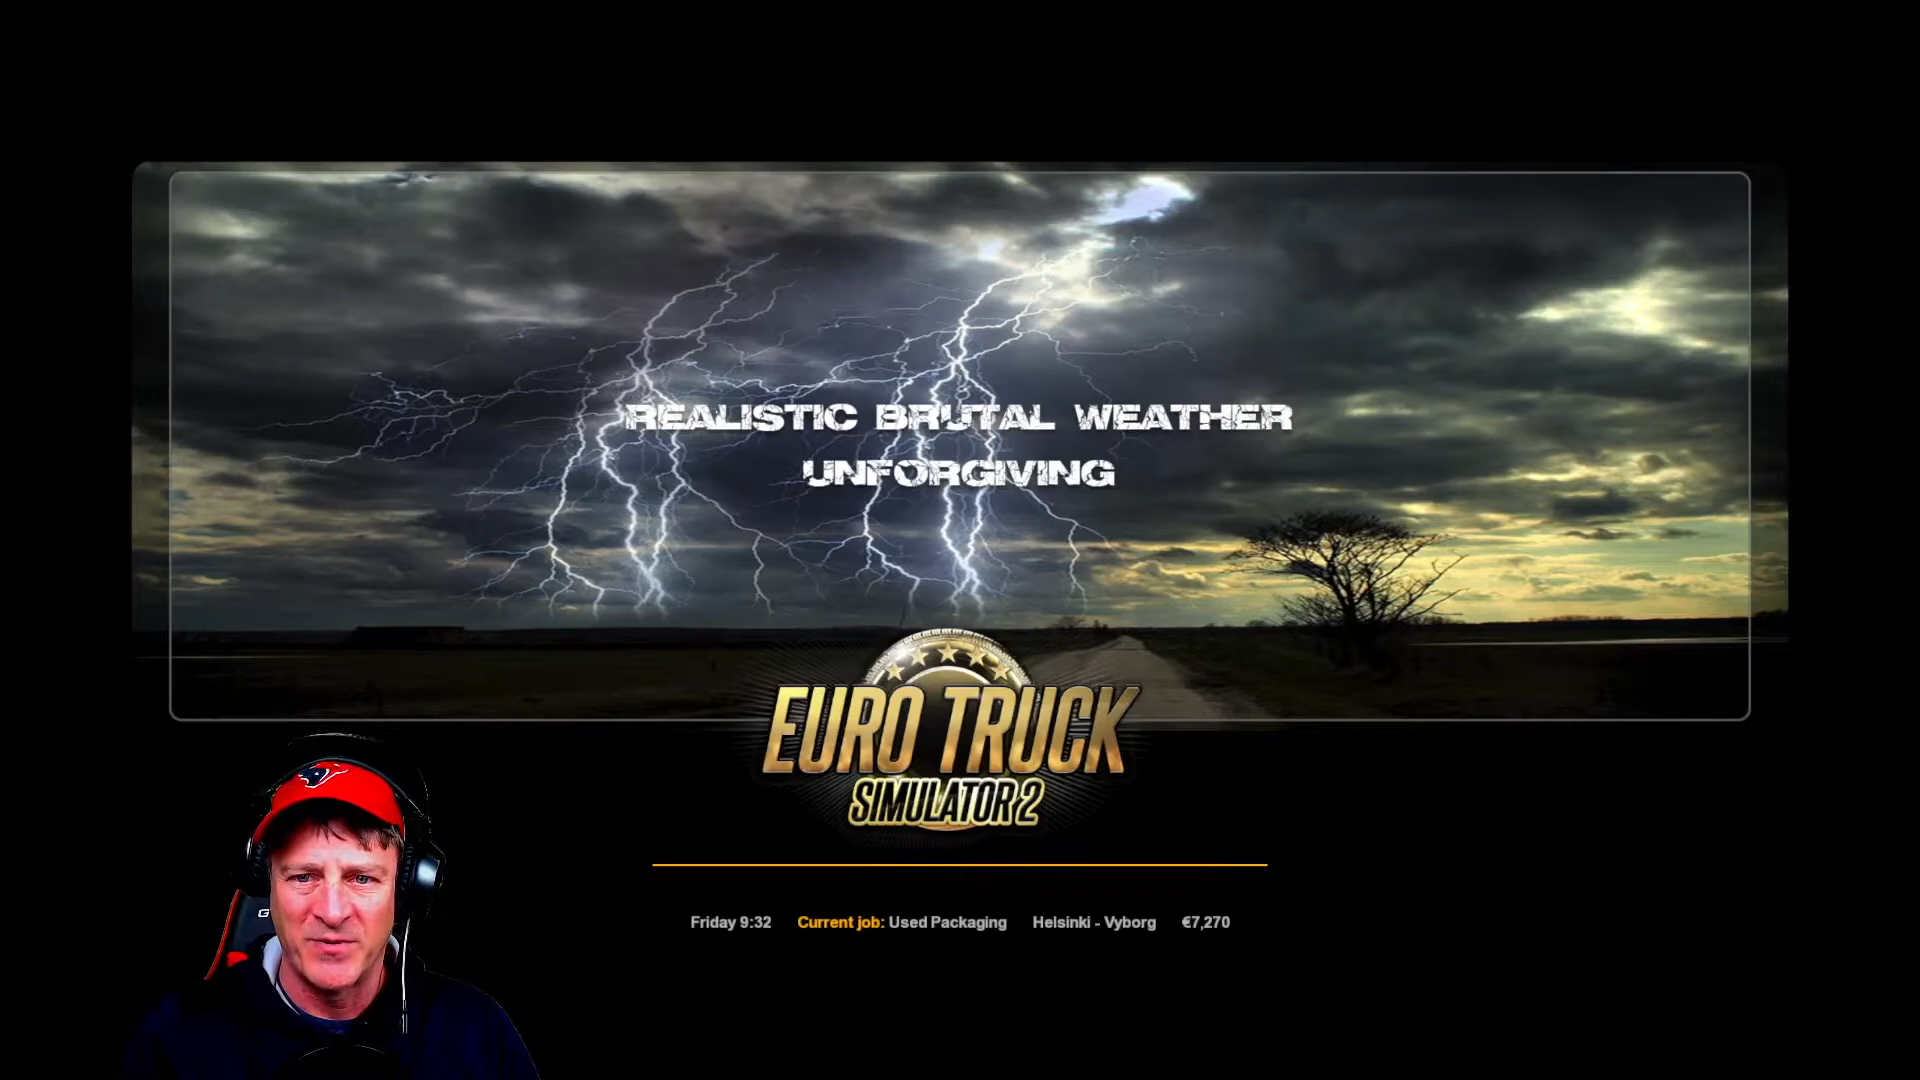 REALISTIC BRUTAL WEATHER
UNFORGIVING
EURO TRUCK
SIMULATOR 2
Friday 9:32 Current job: Used Packaging Helsinki - Vyborg €7,270